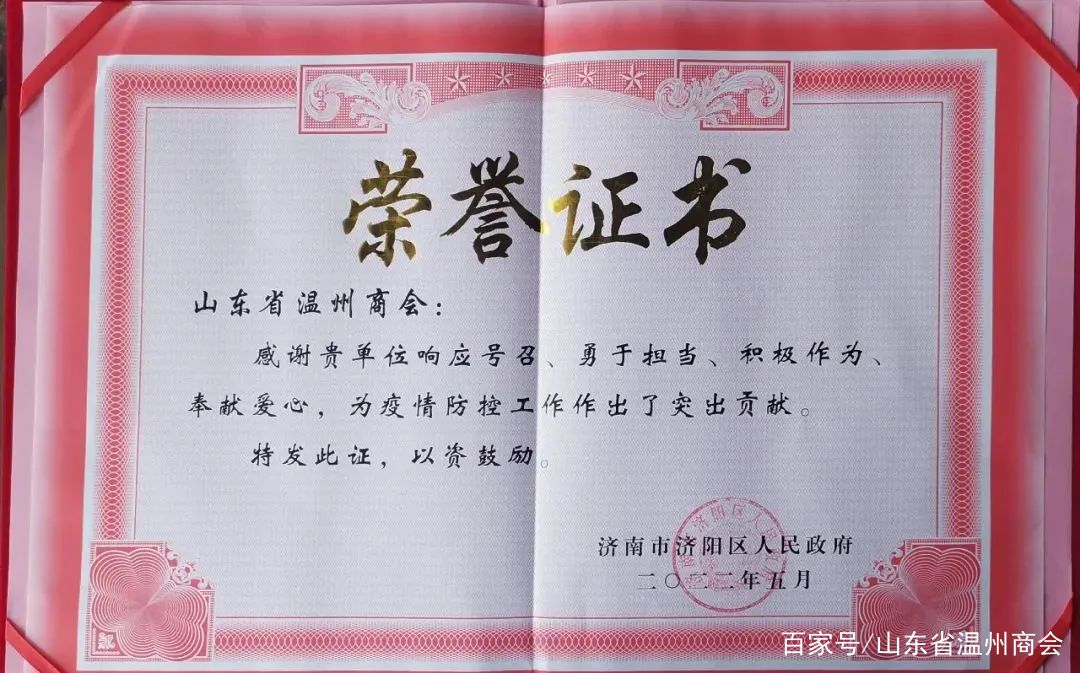 荣誉证书
山东省温州商会：
感谢贵单位响应号召、勇于担当、积极作为、
奉献爱心，为疫情防控工作作出了突出贡献。
特发此证，以资鼓励。
济南市济阳区人民政府
二〇二二年五月
百家号/山东省温州商会